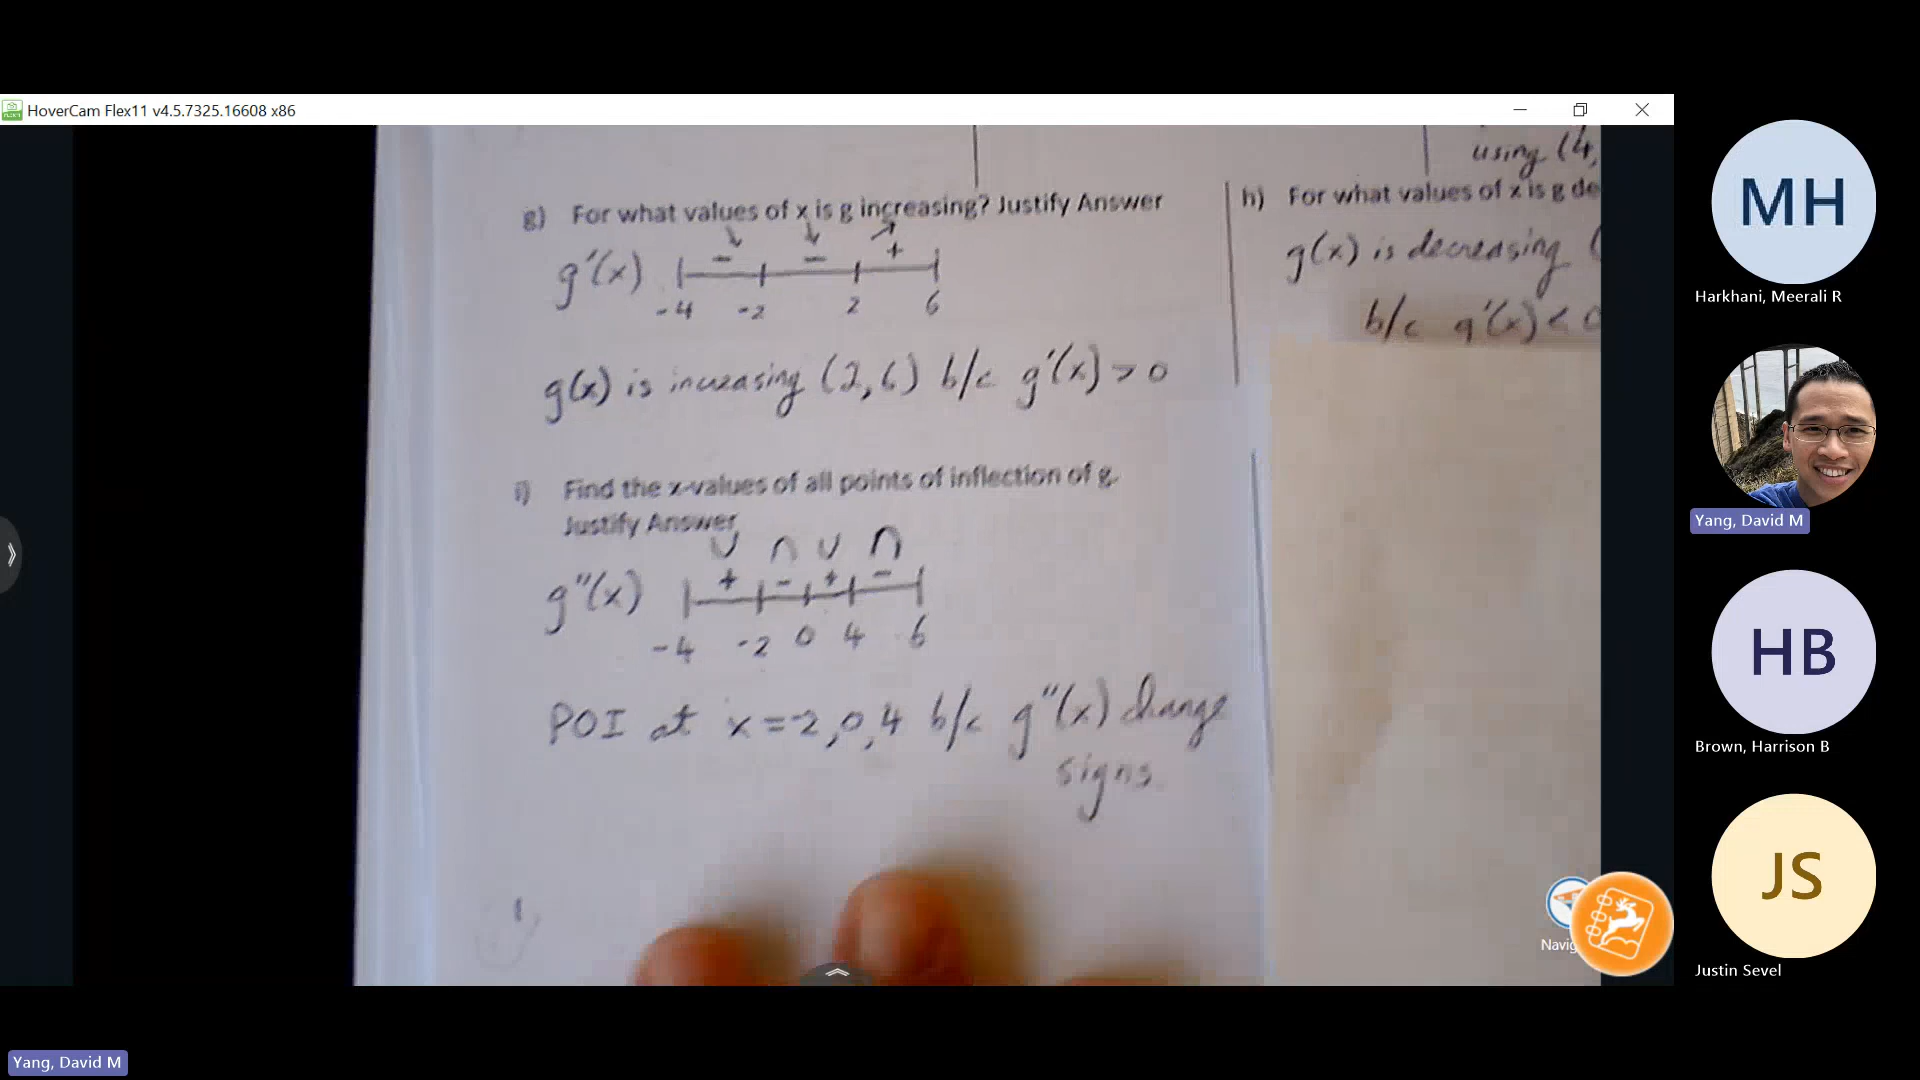 HoverCam Flex11 v4.5.7325.16608 x86
using (4,
g) For what values of x is g increasing? Justify Answer
g'(x)
- - +
-4 -2 2 6
g(x) is increasing (2,6) b/c g'(x) > 0
h) For what values of x is g de
g(x) is decreasing (
b/c g'(x) < 0
i) Find the x-values of all points of inflection of g.
Justify Answer
∪ ∩ ∪ ∩
g"(x)
+ - + -
-4 -2 0 4 6
POI at x=-2,0,4 b/c g"(x) change
signs.
1.
Navig
MH
Harkhani, Meerali R
Yang, David M
HB
Brown, Harrison B
JS
Justin Sevel
Yang, David M